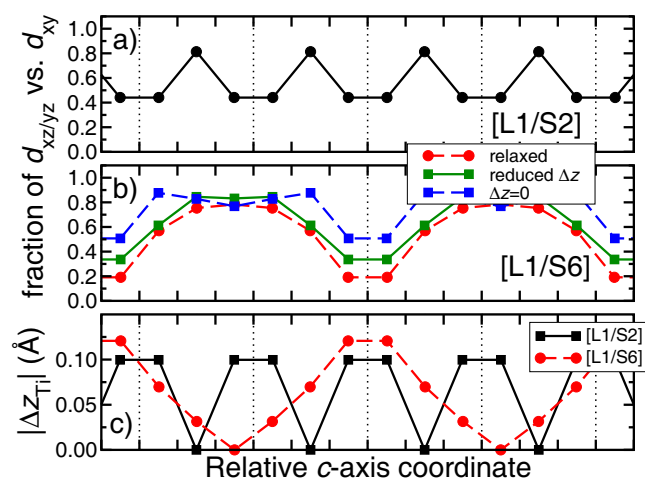 fraction of d_xz/yz vs. d_xy
a)
1.0
0.8
0.6
0.4
0.2
0.0
[L1/S2]
relaxed
reduced Δz
Δz=0
b)
1.0
0.8
0.6
0.4
0.2
0.0
[L1/S6]
|Δz_Ti| (Å)
[L1/S2]
[L1/S6]
0.10
0.05
0.00
c)
Relative c-axis coordinate